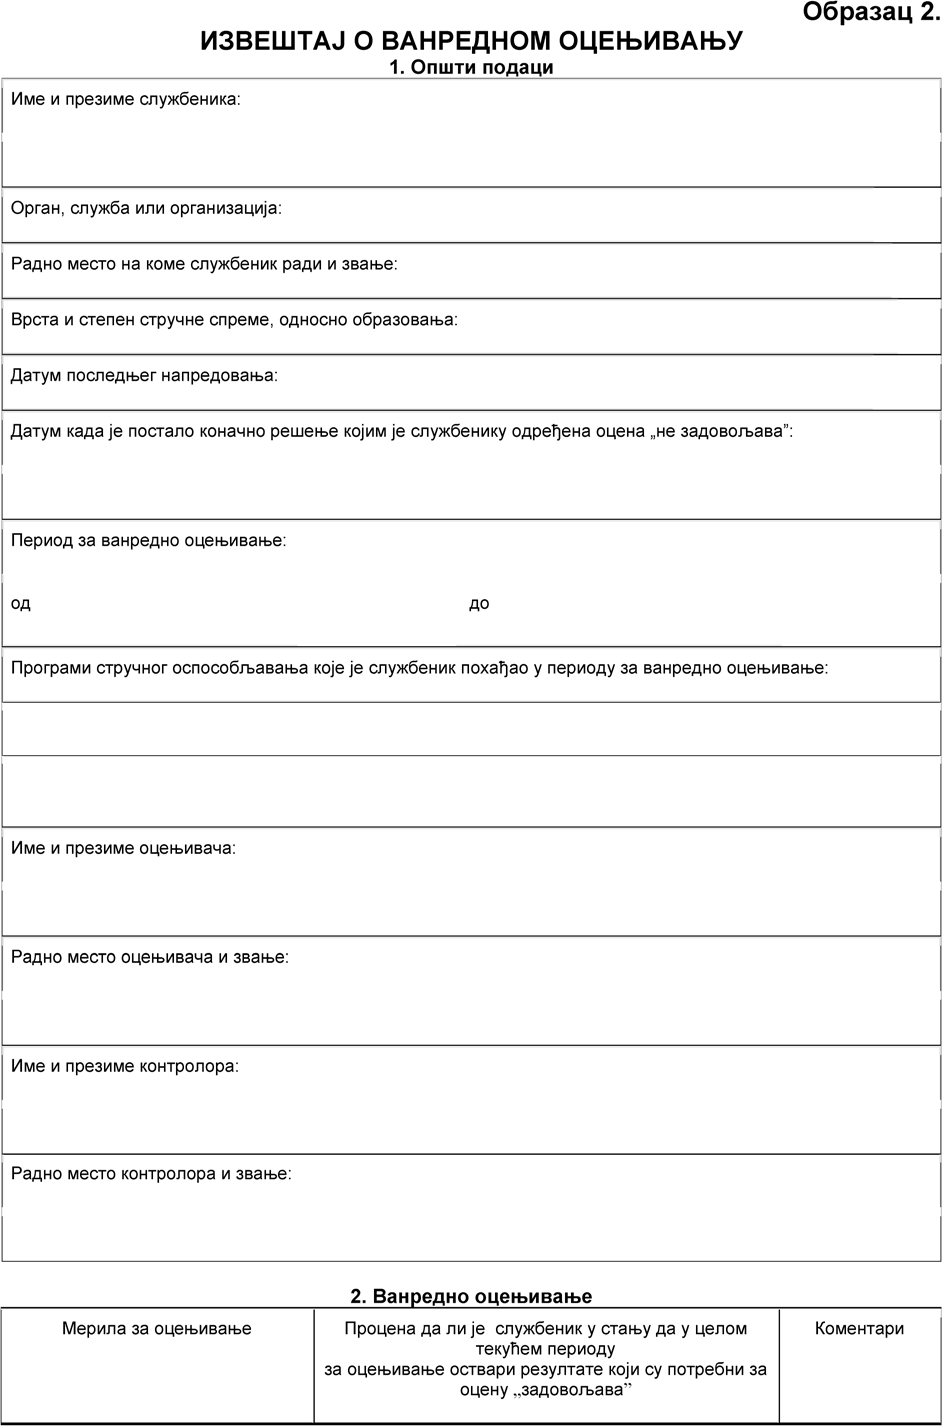 Образац 2.
ИЗВЕШТАЈ О ВАНРЕДНОМ ОЦЕЊИВАЊУ
1. Општи подаци
Име и презиме службеника:
Орган, служба или организација:
Радно место на коме службеник ради и звање:
Врста и степен стручне спреме, односно образовања:
Датум последњег напредовања:
Датум када је постало коначно решење којим је службенику одређена оцена „не задовољава”:
Период за ванредно оцењивање:
од до
Програми стручног оспособљавања које је службеник похађао у периоду за ванредно оцењивање:
Име и презиме оцењивача:
Радно место оцењивача и звање:
Име и презиме контролора:
Радно место контролора и звање:
2. Ванредно оцењивање
Мерила за оцењивање
Процена да ли је службеник у стању да у целом
текућем периоду
за оцењивање оствари резултате који су потребни за
оцену „задовољава”
Коментари